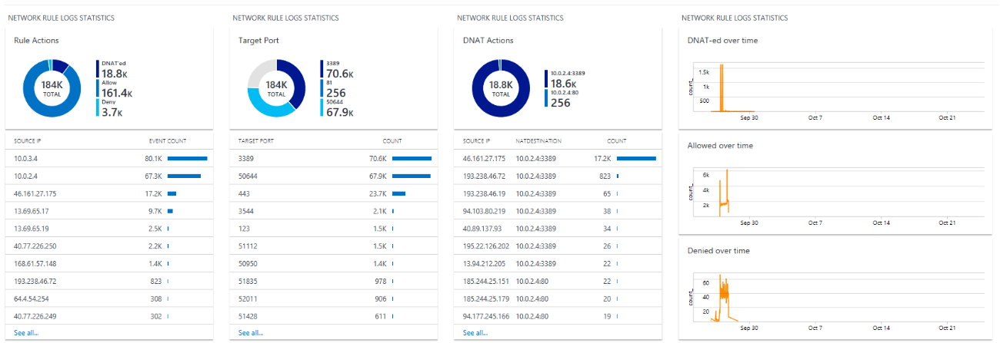 NETWORK RULE LOGS STATISTICS
Rule Actions
184K
TOTAL
DNAT'ed
18.8K
Allow
161.4K
Deny
3.7K
SOURCE IP EVENT COUNT
10.0.3.4 80.1K
10.0.2.4 67.3K
46.161.27.175 17.2K
13.69.65.17 9.7K
13.69.65.19 2.5K
40.77.226.250 2.2K
168.61.57.148 1.4K
193.238.46.72 823
64.4.54.254 308
40.77.226.249 302
See all...
NETWORK RULE LOGS STATISTICS
Target Port
184K
TOTAL
3389
70.6K
81
256
50644
67.9K
TARGET PORT COUNT
3389 70.6K
50644 67.9K
443 23.7K
3544 2.1K
123 1.5K
51112 1.5K
50950 1.4K
51835 978
52011 906
51428 611
See all...
NETWORK RULE LOGS STATISTICS
DNAT Actions
18.8K
TOTAL
10.0.2.4:3389
18.6K
10.0.2.4:80
256
SOURCE IP NATDESTINATION COUNT
46.161.27.175 10.0.2.4:3389 17.2K
193.238.46.72 10.0.2.4:3389 823
193.238.46.19 10.0.2.4:3389 65
94.103.80.219 10.0.2.4:3389 38
40.89.137.93 10.0.2.4:3389 34
195.22.126.202 10.0.2.4:3389 26
13.94.212.205 10.0.2.4:3389 22
185.244.25.151 10.0.2.4:80 22
185.244.25.179 10.0.2.4:80 20
94.177.245.166 10.0.2.4:80 19
See all...
NETWORK RULE LOGS STATISTICS
DNAT-ed over time
count_
1.5k
1k
500
Sep 30 Oct 7 Oct 14 Oct 21
Allowed over time
count_
6k
4k
2k
Sep 30 Oct 7 Oct 14 Oct 21
Denied over time
count_
60
40
20
Sep 30 Oct 7 Oct 14 Oct 21